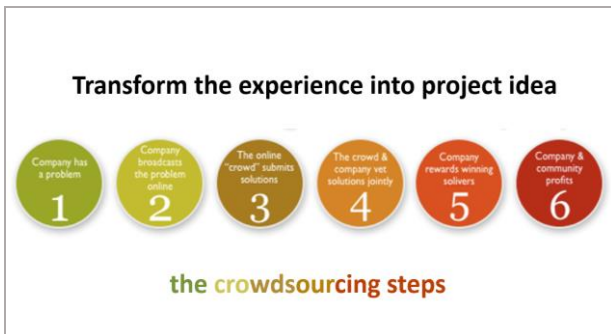 Transform the experience into project idea
Company has
a problem
1
Company
broadcasts
the problem
online
2
The online
"crowd" submits
solutions
3
The crowd &
company vet
solutions jointly
4
Company
rewards winning
solivers
5
Company &
community
profits
6
the crowdsourcing steps